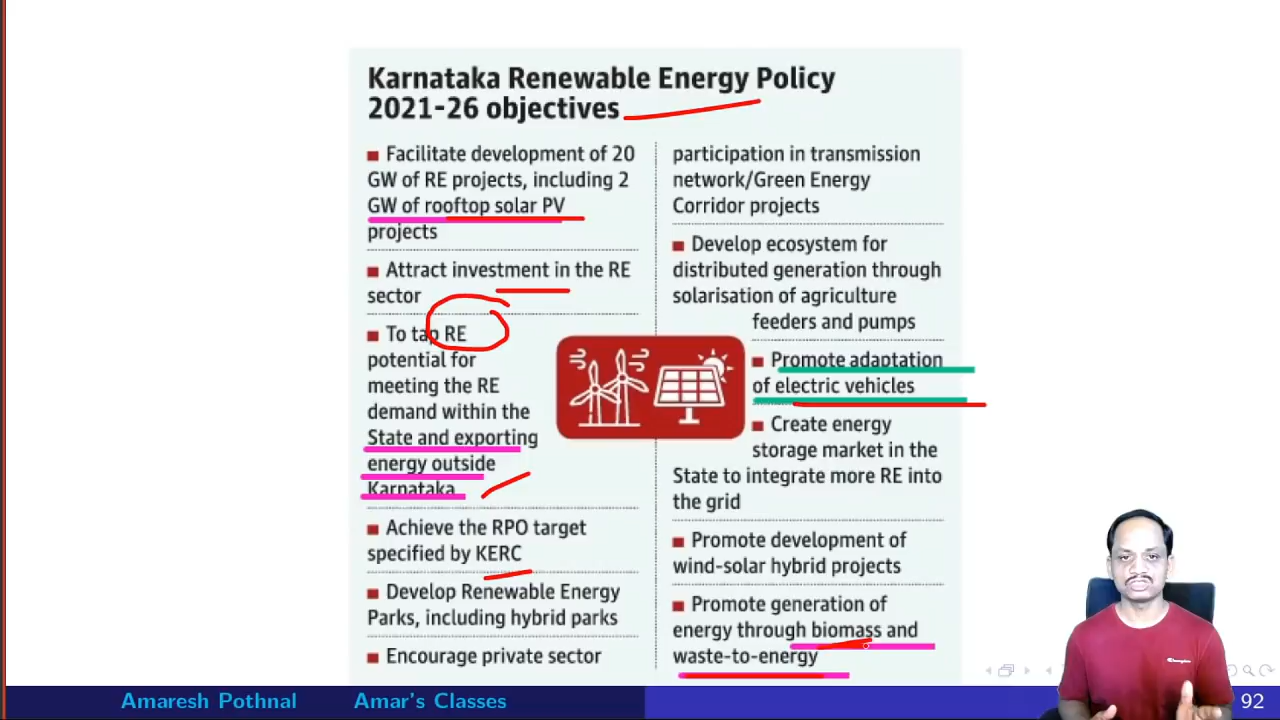 Karnataka Renewable Energy Policy
2021-26 objectives
Facilitate development of 20
GW of RE projects, including 2
GW of rooftop solar PV
projects
Attract investment in the RE
sector
To tap RE
potential for
meeting the RE
demand within the
State and exporting
energy outside
Karnataka
Achieve the RPO target
specified by KERC
Develop Renewable Energy
Parks, including hybrid parks
Encourage private sector
participation in transmission
network/Green Energy
Corridor projects
Develop ecosystem for
distributed generation through
solarisation of agriculture
feeders and pumps
Promote adaptation
of electric vehicles
Create energy
storage market in the
State to integrate more RE into
the grid
Promote development of
wind-solar hybrid projects
Promote generation of
energy through biomass and
waste-to-energy
Champion
Amaresh Pothnal Amar's Classes 92